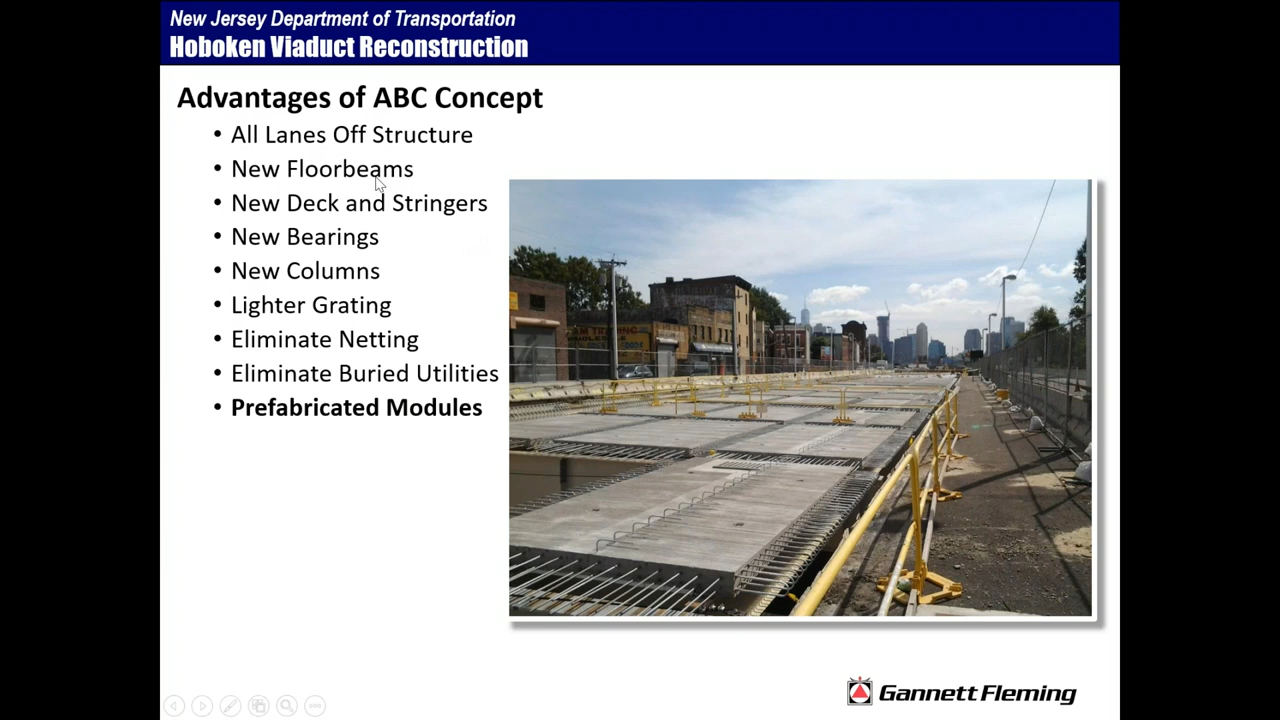 New Jersey Department of Transportation
Hoboken Viaduct Reconstruction
Advantages of ABC Concept
• All Lanes Off Structure
• New Floorbeams
• New Deck and Stringers
• New Bearings
• New Columns
• Lighter Grating
• Eliminate Netting
• Eliminate Buried Utilities
• Prefabricated Modules
Gannett Fleming